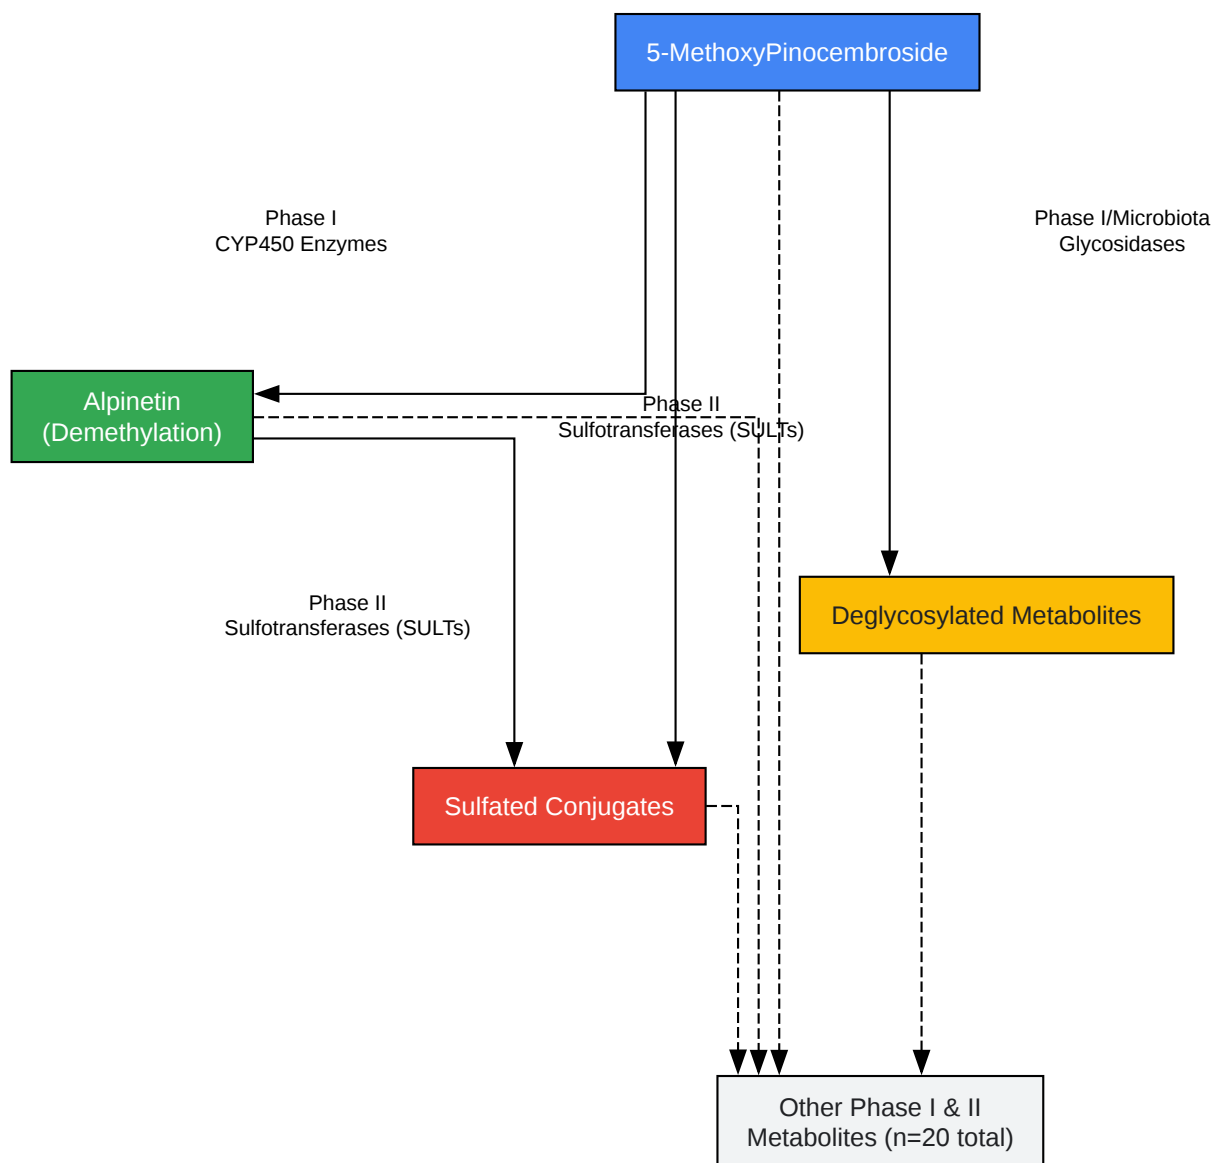 5-MethoxyPinocembroside
Phase I
CYP450 Enzymes
Phase I/Microbiota
Glycosidases
Alpinetin
(Demethylation)
Phase II
Sulfotransferases (SULTs)
Phase II
Sulfotransferases (SULTs)
Deglycosylated Metabolites
Sulfated Conjugates
Other Phase I & II
Metabolites (n=20 total)